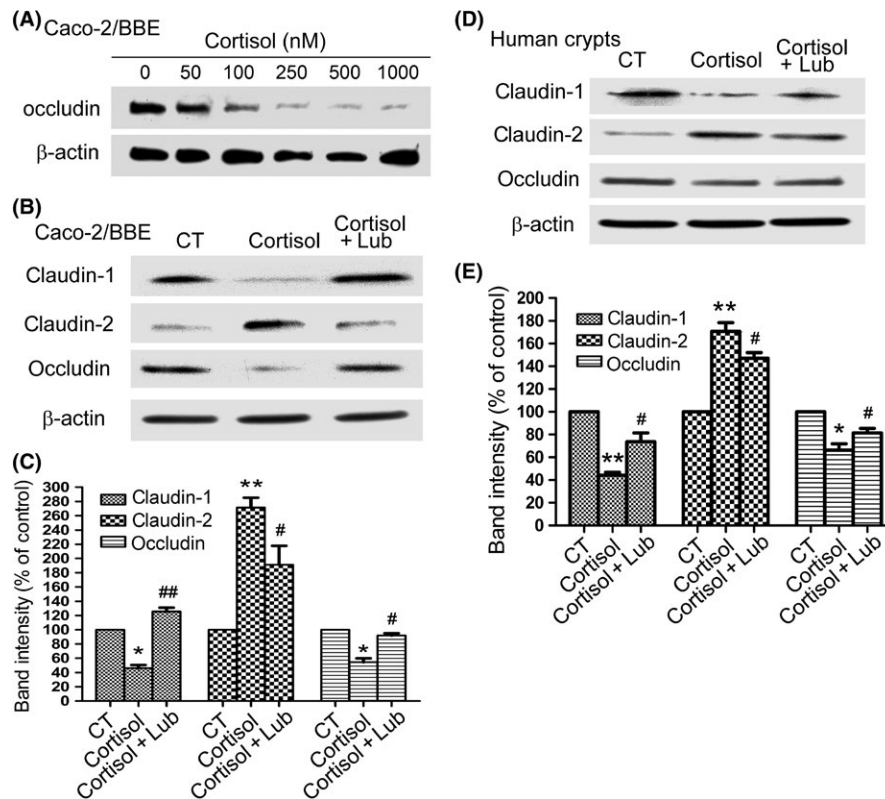 (A)
Caco-2/BBE
Cortisol (nM)
0 50 100 250 500 1000
occludin
β-actin
(B)
Caco-2/BBE
CT Cortisol Cortisol + Lub
Claudin-1
Claudin-2
Occludin
β-actin
(C)
Band intensity (% of control)
300
280
260
240
220
200
180
160
140
120
100
80
60
40
20
0
Claudin-1
Claudin-2
Occludin
* ## ** # * #
CT Cortisol Cortisol + Lub CT Cortisol Cortisol + Lub CT Cortisol Cortisol + Lub
(D)
Human crypts
CT Cortisol Cortisol + Lub
Claudin-1
Claudin-2
Occludin
β-actin
(E)
Band intensity (% of control)
200
180
160
140
120
100
80
60
40
20
0
Claudin-1
Claudin-2
Occludin
** # ** # * #
CT Cortisol Cortisol + Lub CT Cortisol Cortisol + Lub CT Cortisol Cortisol + Lub